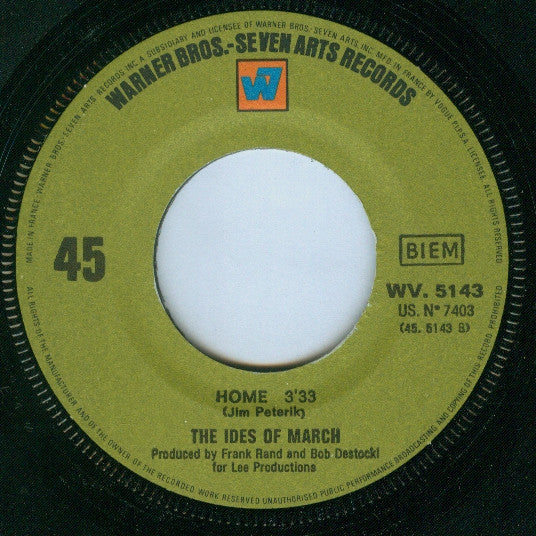 WARNER BROS.-SEVEN ARTS RECORDS
WARNER BROS.-SEVEN ARTS RECORDS INC A SUBSIDIARY AND LICENSEE OF WARNER BROS.-SEVEN ARTS, INC. MFD. IN FRANCE BY VOGUE P.I.P.S.A. LICENSEE. ALL RIGHTS RESERVED
W7
45
BIEM
WV. 5143
US. N° 7403
(45. 5143 B)
HOME 3'33
(Jim Peterik)
THE IDES OF MARCH
Produced by Frank Rand and Bob Destocki
for Lee Productions
MADE IN FRANCE
ALL RIGHTS OF THE MANUFACTURER AND OF THE OWNER OF THE RECORDED WORK RESERVED UNAUTHORISED PUBLIC PERFORMANCE BROADCASTING AND COPYING OF THIS RECORD PROHIBITED